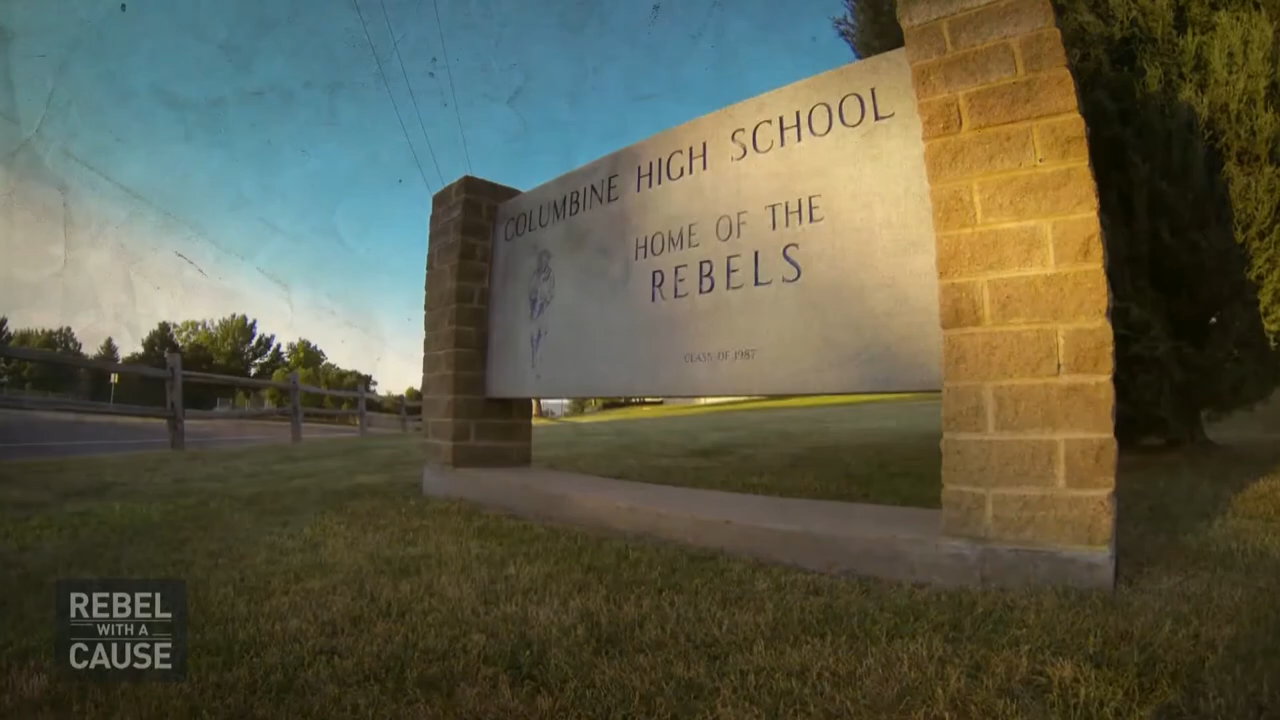 COLUMBINE HIGH SCHOOL
HOME OF THE
REBELS
CLASS OF 1987
REBEL
WITH A
CAUSE